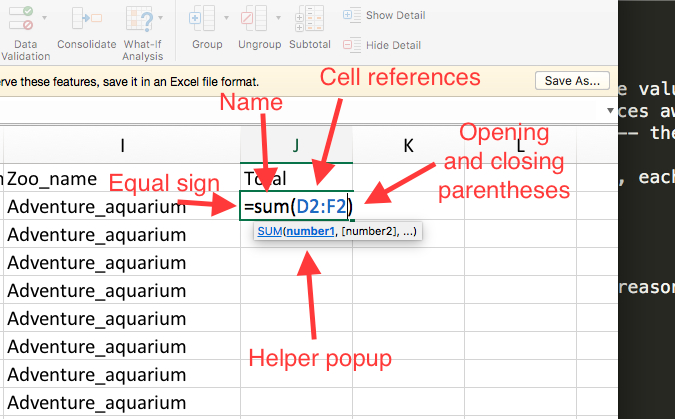 Data
Validation
Consolidate
What-If
Analysis
Group
Ungroup
Subtotal
Show Detail
Hide Detail
rve these features, save it in an Excel file format.
Save As...
Name
Cell references
Opening
and closing
parentheses
Equal sign
I
J
K
L
Zoo_name
Total
Adventure_aquarium
=sum(D2:F2)
Adventure_aquarium
SUM(number1, [number2], ...)
Adventure_aquarium
Adventure_aquarium
Adventure_aquarium
Adventure_aquarium
Helper popup
Adventure_aquarium
Adventure_aquarium
e valu
ces aw
-- the
, each
reason